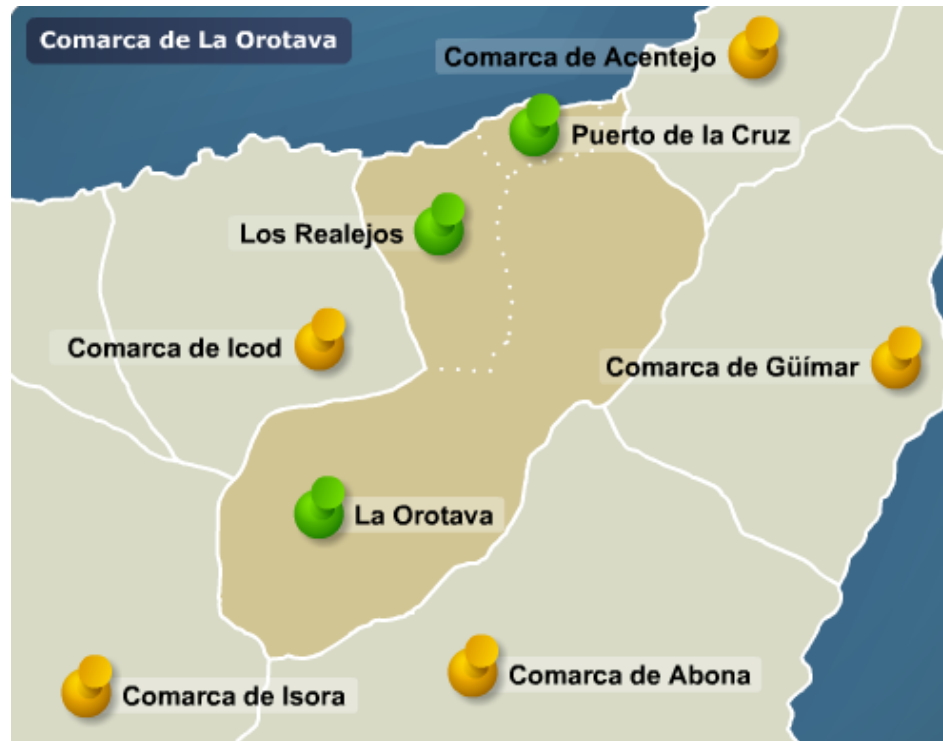 Comarca de La Orotava
Comarca de Acentejo
Puerto de la Cruz
Los Realejos
Comarca de Icod
Comarca de Güímar
La Orotava
Comarca de Abona
Comarca de Isora